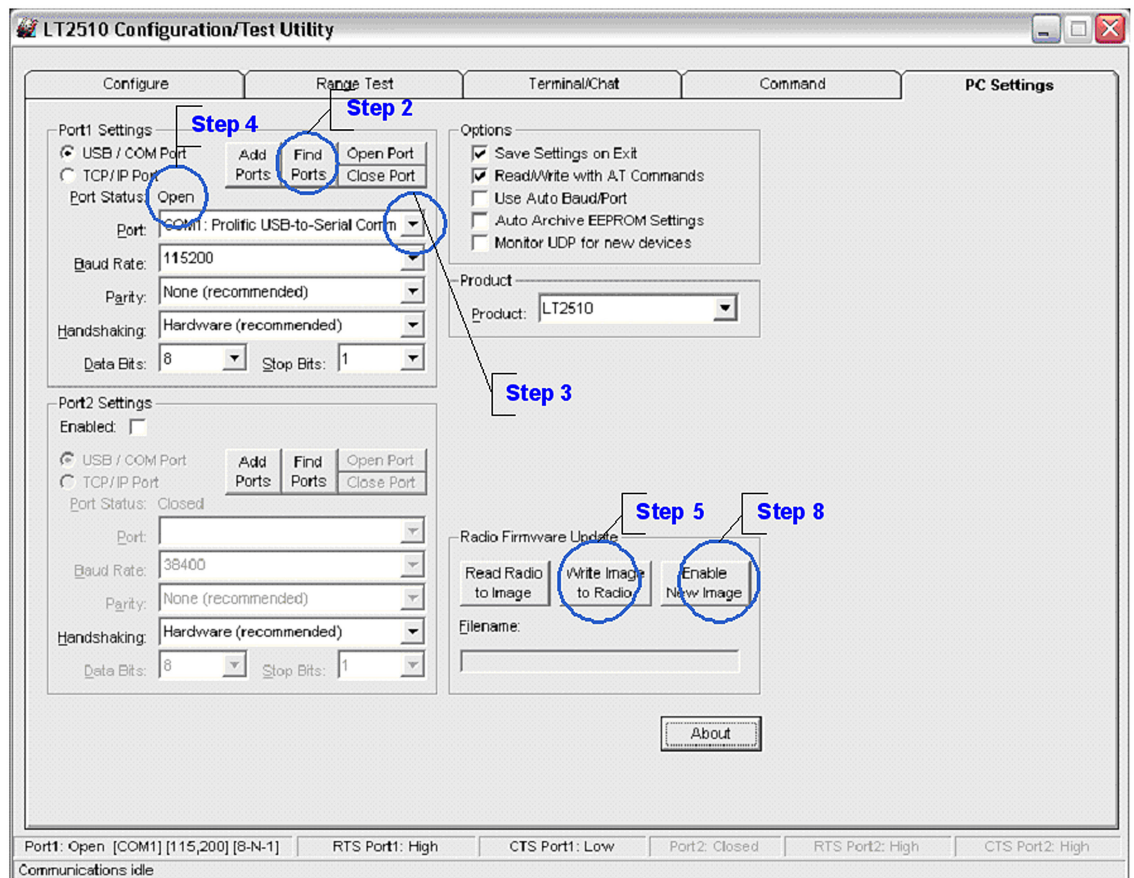 LT2510 Configuration/Test Utility
Configure
Range Test
Terminal/Chat
Command
PC Settings
Step 4
Step 2
Port1 Settings
USB / COM Port
TCP/IP Port
Add Ports
Find Ports
Open Port
Close Port
Port Status: Open
Port: COM1: Prolific USB-to-Serial Comm
Baud Rate: 115200
Parity: None (recommended)
Handshaking: Hardware (recommended)
Data Bits: 8 Stop Bits: 1
Options
Save Settings on Exit
Read/Write with AT Commands
Use Auto Baud/Port
Auto Archive EEPROM Settings
Monitor UDP for new devices
Product
Product: LT2510
Step 3
Port2 Settings
Enabled:
USB / COM Port
TCP/IP Port
Add Ports
Find Ports
Open Port
Close Port
Port Status: Closed
Port:
Baud Rate: 38400
Parity: None (recommended)
Handshaking: Hardware (recommended)
Data Bits: 8 Stop Bits: 1
Step 5
Step 8
Radio Firmware Update
Read Radio to Image
Write Image to Radio
Enable New Image
Filename:
About
Port1: Open [COM1] [115,200] [8-N-1]
RTS Port1: High
CTS Port1: Low
Port2: Closed
RTS Port2: High
CTS Port2: High
Communications idle